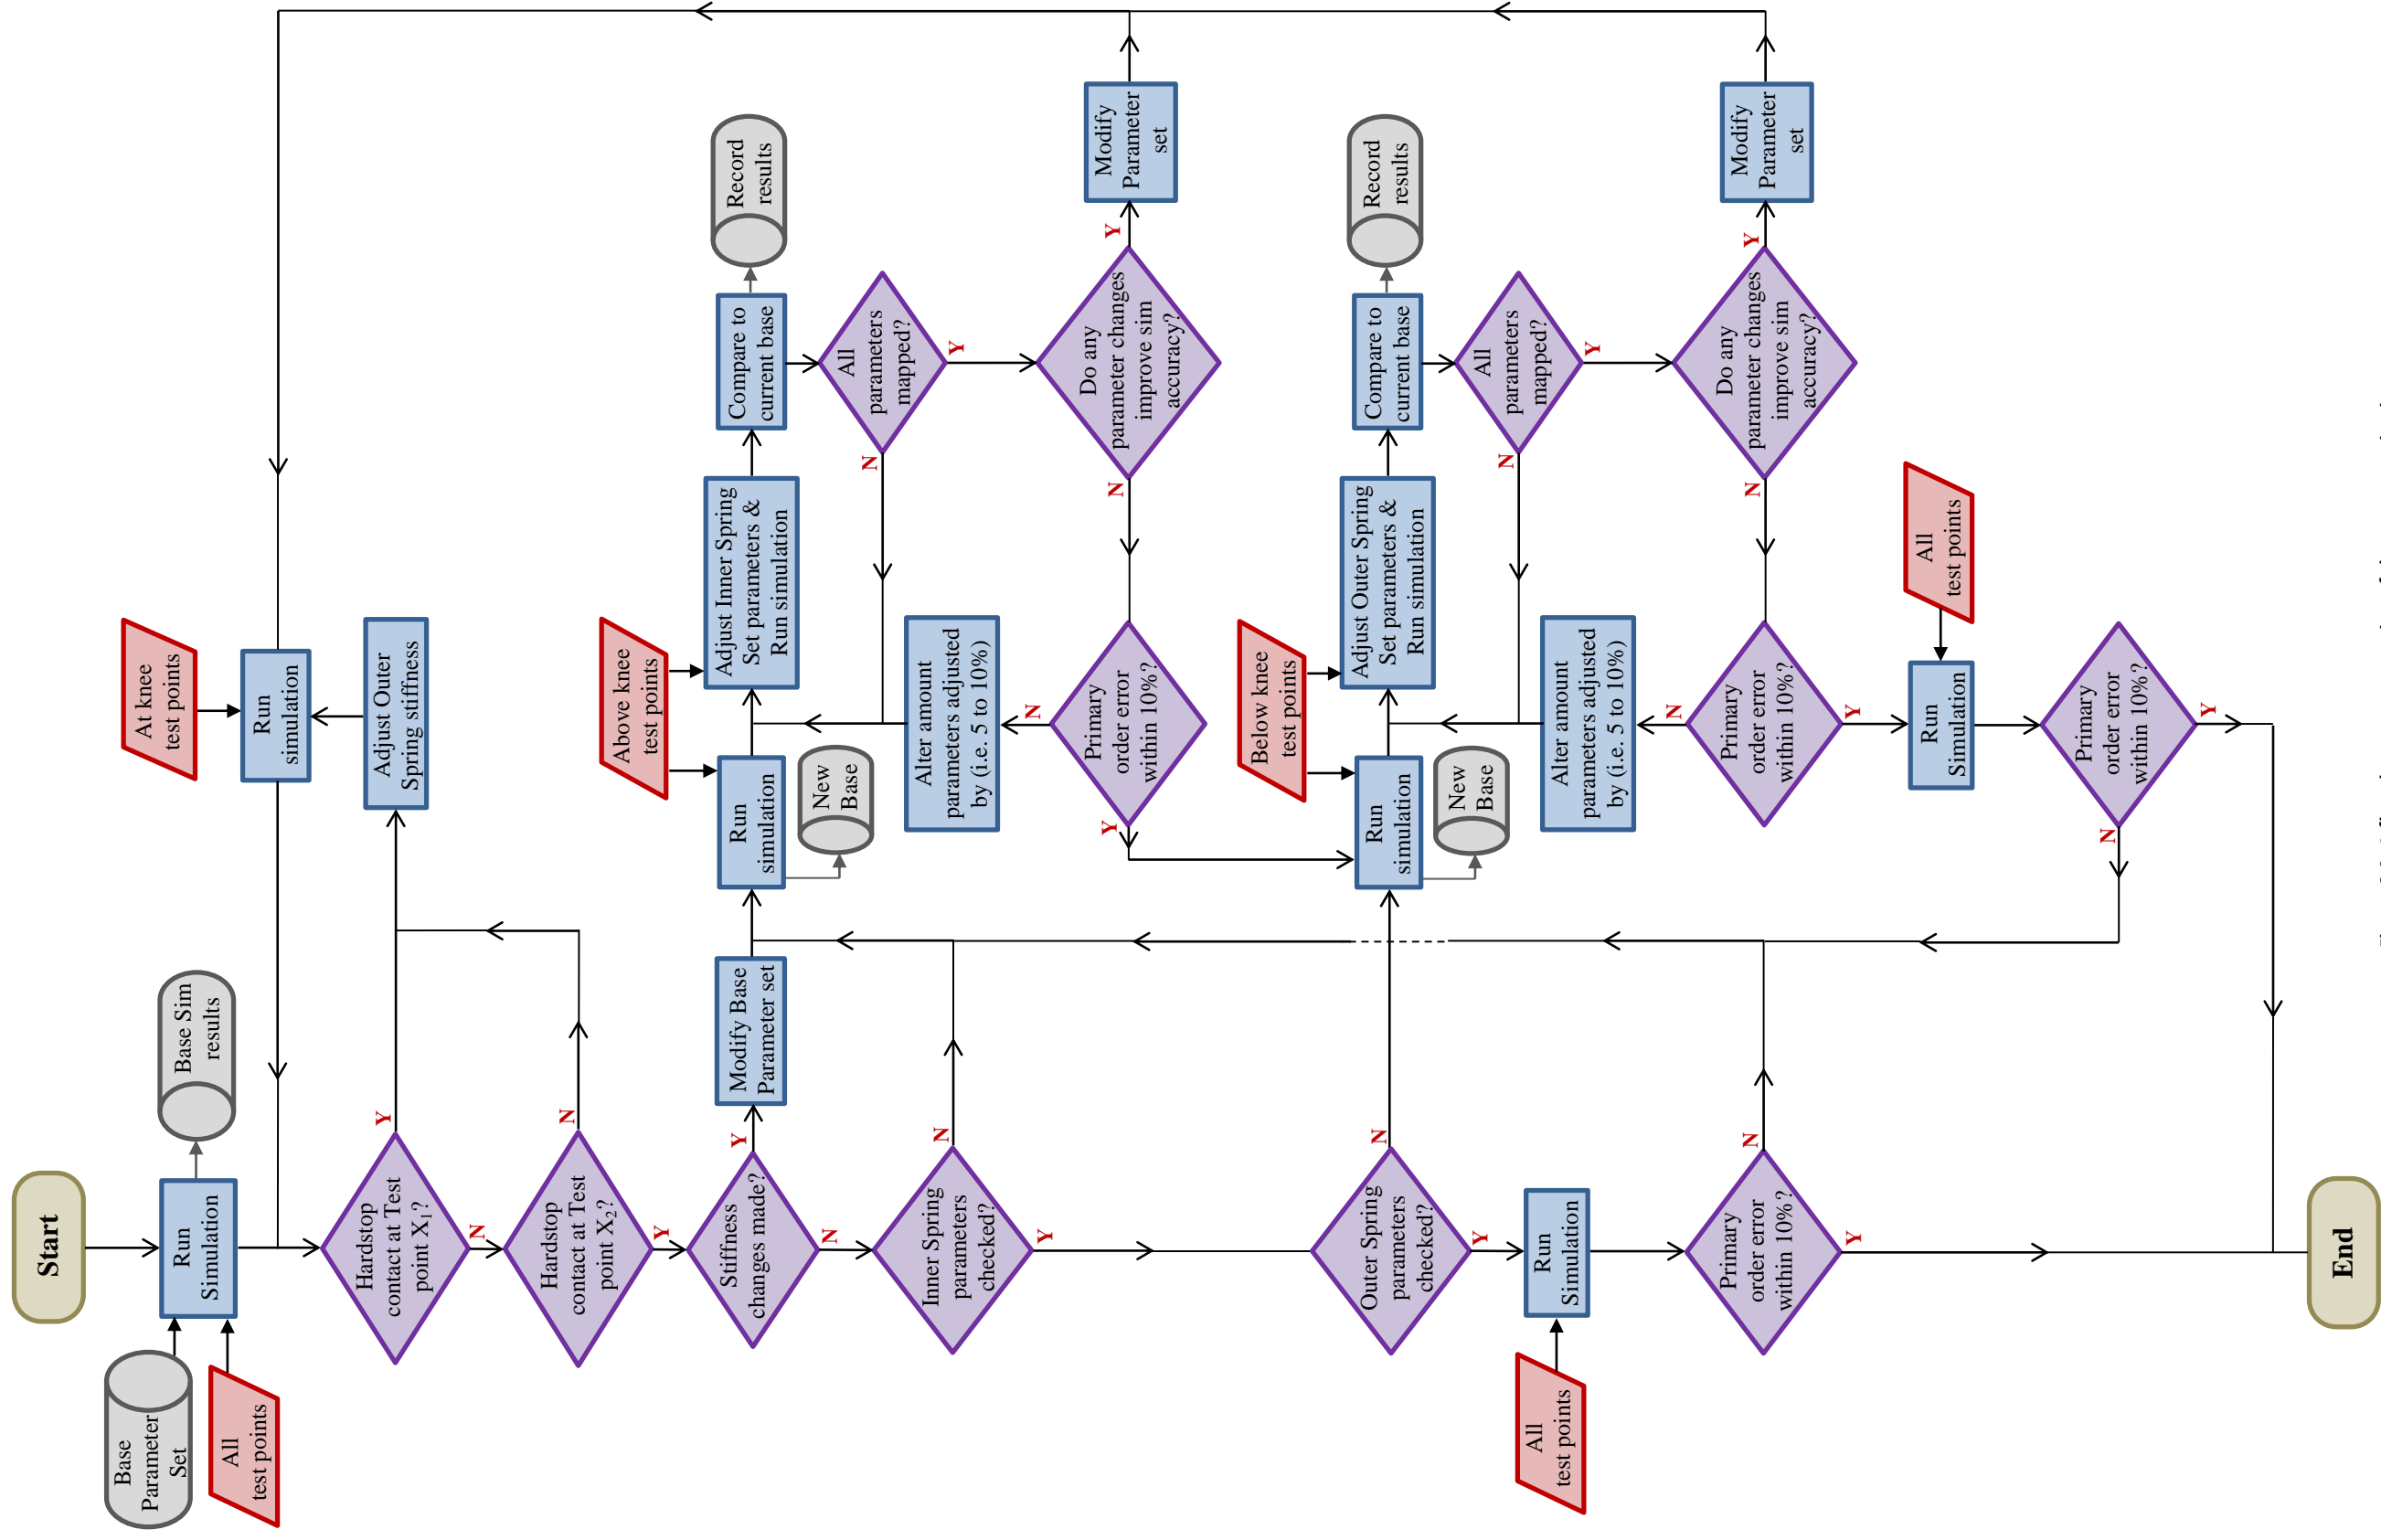 Start
Base
Parameter
Set
All
test points
Run
Simulation
Base Sim
results
At knee
test points
Run
simulation
Adjust Outer
Spring stiffness
Hardstop
contact at Test
point X₁?
Y
N
Hardstop
contact at Test
point X₂?
N
Y
Stiffness
changes made?
Y
N
Modify Base
Parameter set
Inner Spring
parameters
checked?
N
Y
Above knee
test points
Run
simulation
New
Base
Adjust Inner Spring
Set parameters &
Run simulation
Compare to
current base
Record
results
All
parameters
mapped?
N
Y
Alter amount
parameters adjusted
by (i.e. 5 to 10%)
Do any
parameter changes
improve sim
accuracy?
Y
N
Modify
Parameter
set
Primary
order error
within 10%?
N
Y
Outer Spring
parameters
checked?
N
Y
Below knee
test points
Run
simulation
New
Base
Adjust Outer Spring
Set parameters &
Run simulation
Compare to
current base
Record
results
All
parameters
mapped?
N
Y
Alter amount
parameters adjusted
by (i.e. 5 to 10%)
Do any
parameter changes
improve sim
accuracy?
Y
N
Modify
Parameter
set
Primary
order error
within 10%?
N
Y
All
test points
Run
Simulation
Primary
order error
within 10%?
N
Y
All
test points
Run
Simulation
Primary
order error
within 10%?
N
Y
End